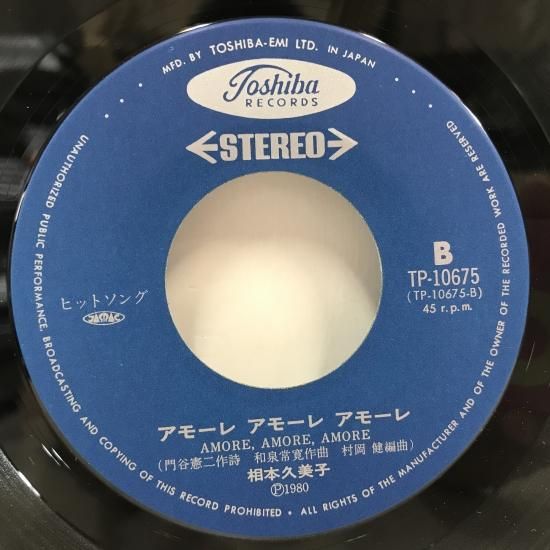 MFD. BY TOSHIBA-EMI LTD. IN JAPAN
Toshiba
RECORDS
STEREO
B
TP-10675
(TP-10675-B)
45 r.p.m.
ヒットソング
JASRAC
アモーレ アモーレ アモーレ
AMORE, AMORE, AMORE
(門谷憲二作詩 和泉常寛作曲 村岡 健編曲)
相本久美子
Ⓟ1980
UNAUTHORIZED PUBLIC PERFORMANCE, BROADCASTING AND COPYING OF THIS RECORD PROHIBITED • ALL RIGHTS OF THE MANUFACTURER AND OF THE OWNER OF THE RECORDED WORK ARE RESERVED